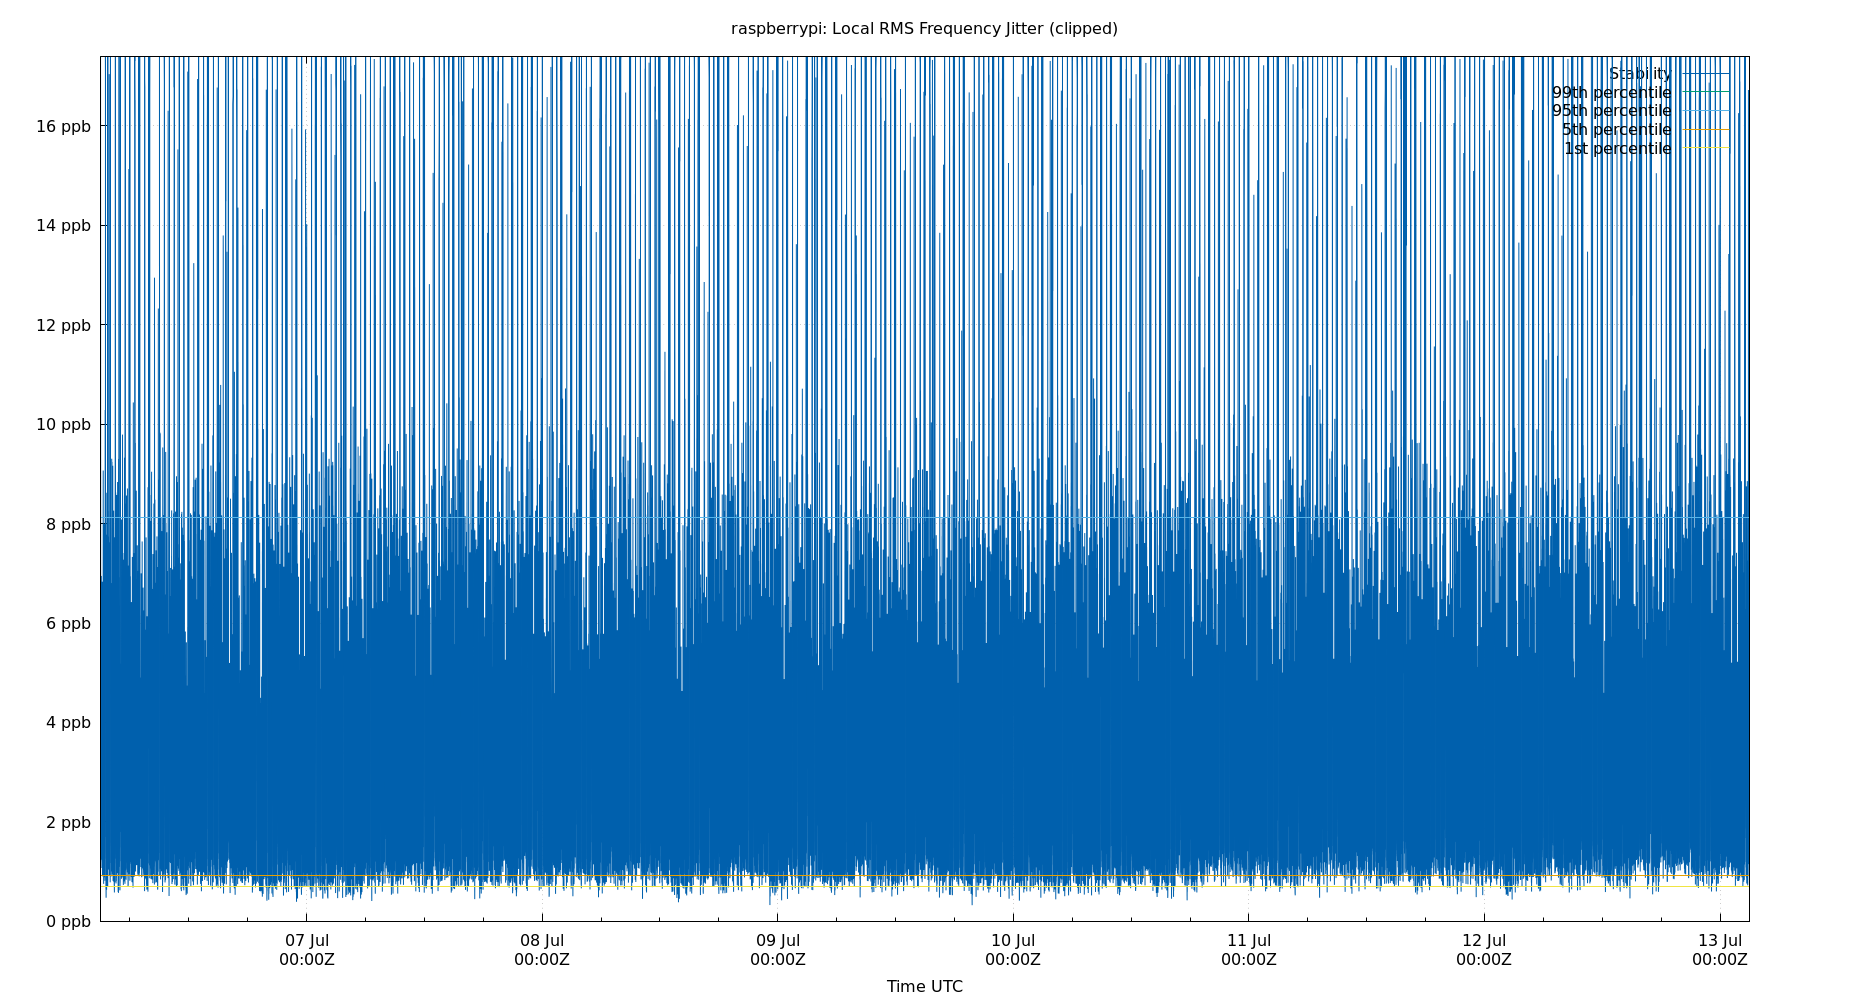 raspberrypi: Local RMS Frequency Jitter (clipped)
Stability
99th percentile
95th percentile
5th percentile
1st percentile
16 ppb
14 ppb
12 ppb
10 ppb
8 ppb
6 ppb
4 ppb
2 ppb
0 ppb
07 Jul 08 Jul 09 Jul 10 Jul 11 Jul 12 Jul 13 Jul
00:00Z 00:00Z 00:00Z 00:00Z 00:00Z 00:00Z 00:00Z
Time UTC